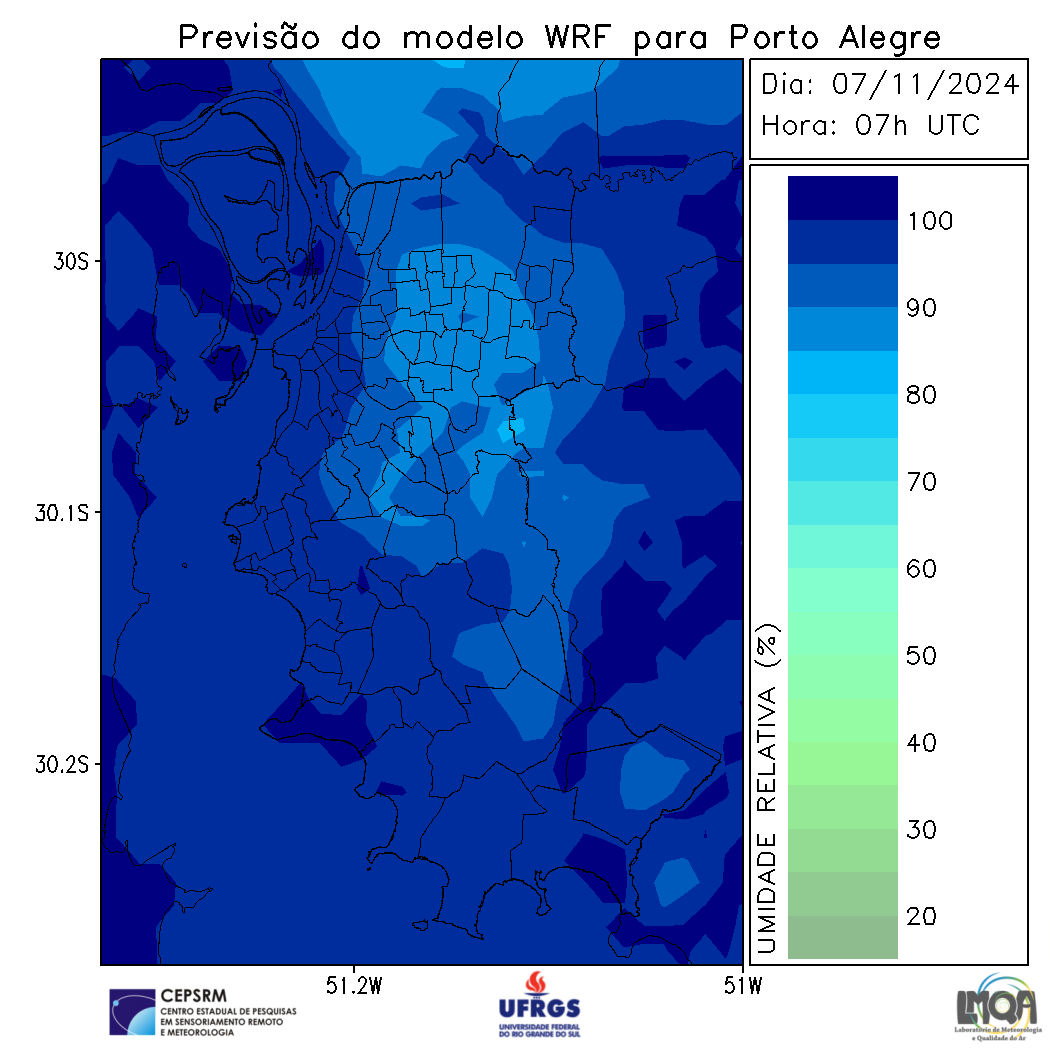 Previsão do modelo WRF para Porto Alegre
Dia: 07/11/2024
Hora: 07h UTC
30S
30.1S
30.2S
51.2W
51W
100
90
80
70
60
50
40
30
20
UMIDADE RELATIVA (%)
CEPSRM
CENTRO ESTADUAL DE PESQUISAS
EM SENSORIAMENTO REMOTO
E METEOROLOGIA
UFRGS
UNIVERSIDADE FEDERAL
DO RIO GRANDE DO SUL
LMQA
Laboratório de Meteorologia
e Qualidade do Ar